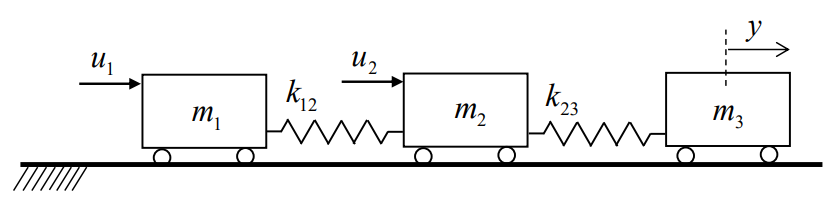 y
u₁
u₂
m₁
k₁₂
m₂
k₂₃
m₃